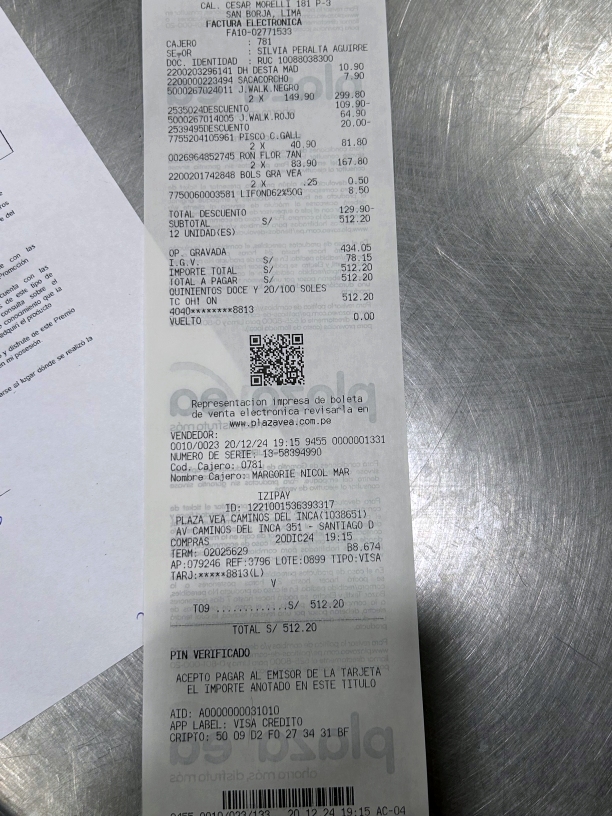 CAL. CESAR MORELLI 181 P-3
SAN BORJA, LIMA
FACTURA ELECTRONICA
FA10-02771533
CAJERO : 781
SE¬OR : SILVIA PERALTA AGUIRRE
DOC. IDENTIDAD : RUC 10088038300
2200203296141 DH DESTA MAD 10.90
2200000223494 SACACORCHO 7.90
5000267024011 J.WALK.NEGRO
2 X 149.90 299.80
2535024DESCUENTO 109.90-
5000267014005 J.WALK.ROJO 64.90
2539495DESCUENTO 20.00-
7755204105961 PISCO C.GALL
2 X 40.90 81.80
0026964852745 RON FLOR 7AN
2 X 83.90 167.80
2200201742848 BOLS GRA VEA
2 X .25 0.50
7750060003581 LIFOND62%50G 8.50
TOTAL DESCUENTO 129.90-
SUBTOTAL S/ 512.20
12 UNIDAD(ES)
OP. GRAVADA 434.05
I.G.V. S/ 78.15
IMPORTE TOTAL S/ 512.20
TOTAL A PAGAR S/ 512.20
QUINIENTOS DOCE Y 20/100 SOLES
TC OH! ON 512.20
4040********8813
VUELTO 0.00
Representacion impresa de boleta
de venta electronica revisarla en
www.plazavea.com.pe
VENDEDOR:
0010/0023 20/12/24 19:15 9455 0000001331
NUMERO DE SERIE: 13-58394990
Cod. Cajero: 0781
Nombre Cajero: MARGORIE NICOL MAR
IZIPAY
ID: 1221001536393317
PLAZA VEA CAMINOS DEL INCA(1038651)
AV CAMINOS DEL INCA 351 - SANTIAGO D
COMPRAS 20DIC24 19:15
TERM: 02025629 B8.674
AP:079246 REF:3796 LOTE:0899 TIPO:VISA
TARJ:*****8813(L)
V
T09 .............S/ 512.20
TOTAL S/ 512.20
PIN VERIFICADO
ACEPTO PAGAR AL EMISOR DE LA TARJETA
EL IMPORTE ANOTADO EN ESTE TITULO
AID: A0000000031010
APP LABEL: VISA CREDITO
CRIPTO: 50 09 D2 F0 27 34 31 BF
9455 0010/023/133 20.12.24 19:15 AC-04